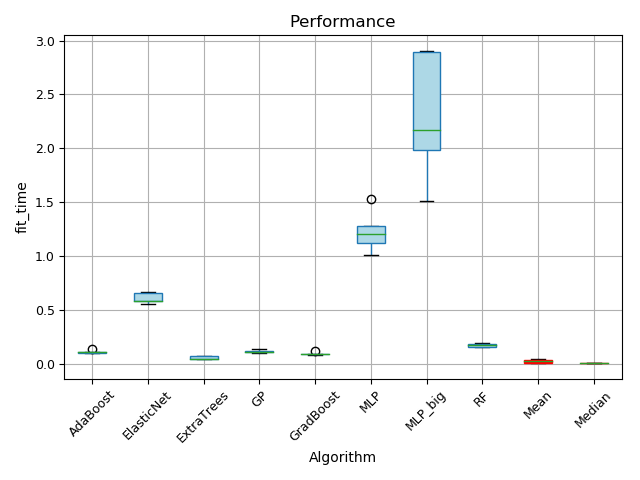 Performance
3.0
2.5
2.0
1.5
1.0
0.5
0.0
fit_time
AdaBoost
ElasticNet
ExtraTrees
GP
GradBoost
MLP
MLP_big
RF
Mean
Median
Algorithm